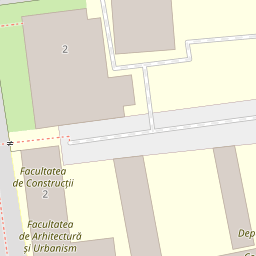 2
Facultatea
de Construcții
2
Facultatea
de Arhitectură
și Urbanism
Dep